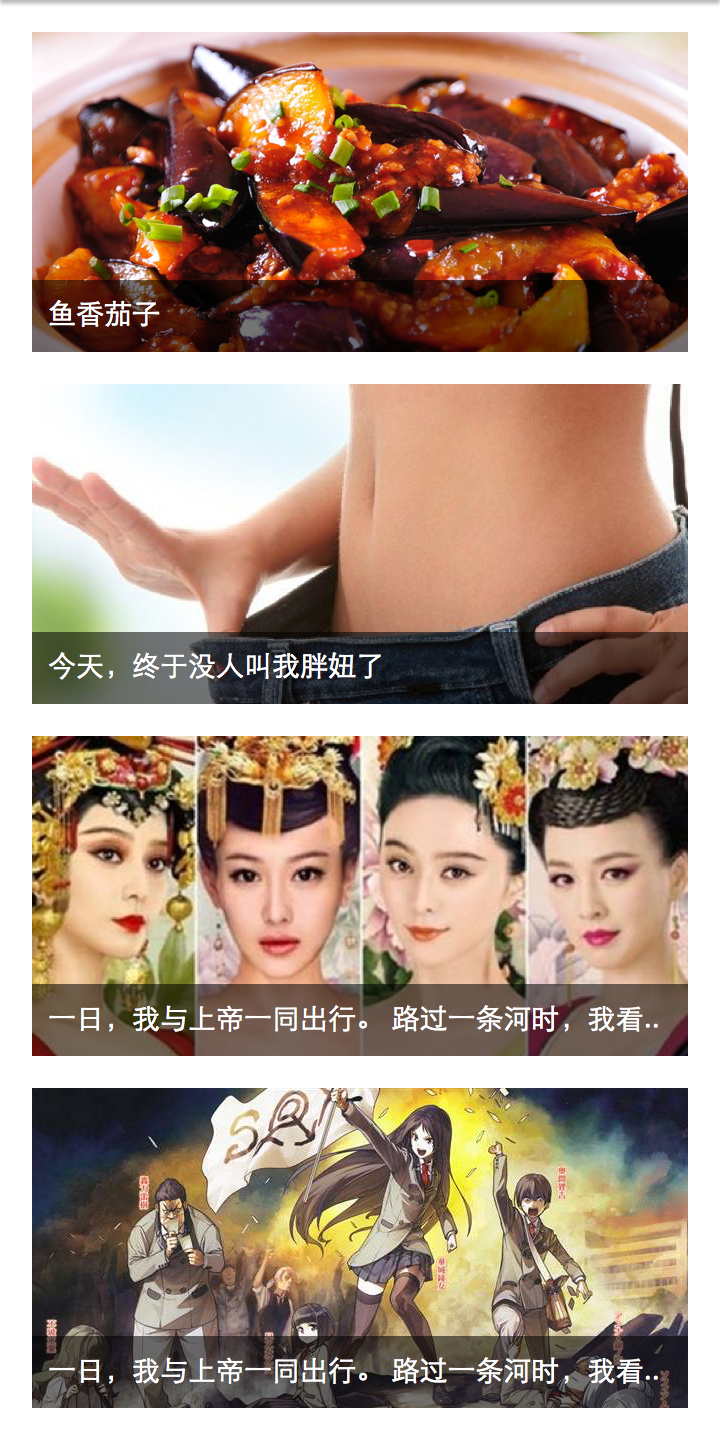 鱼香茄子
今天，终于没人叫我胖妞了
一日，我与上帝一同出行。 路过一条河时，我看..
一日，我与上帝一同出行。 路过一条河时，我看..